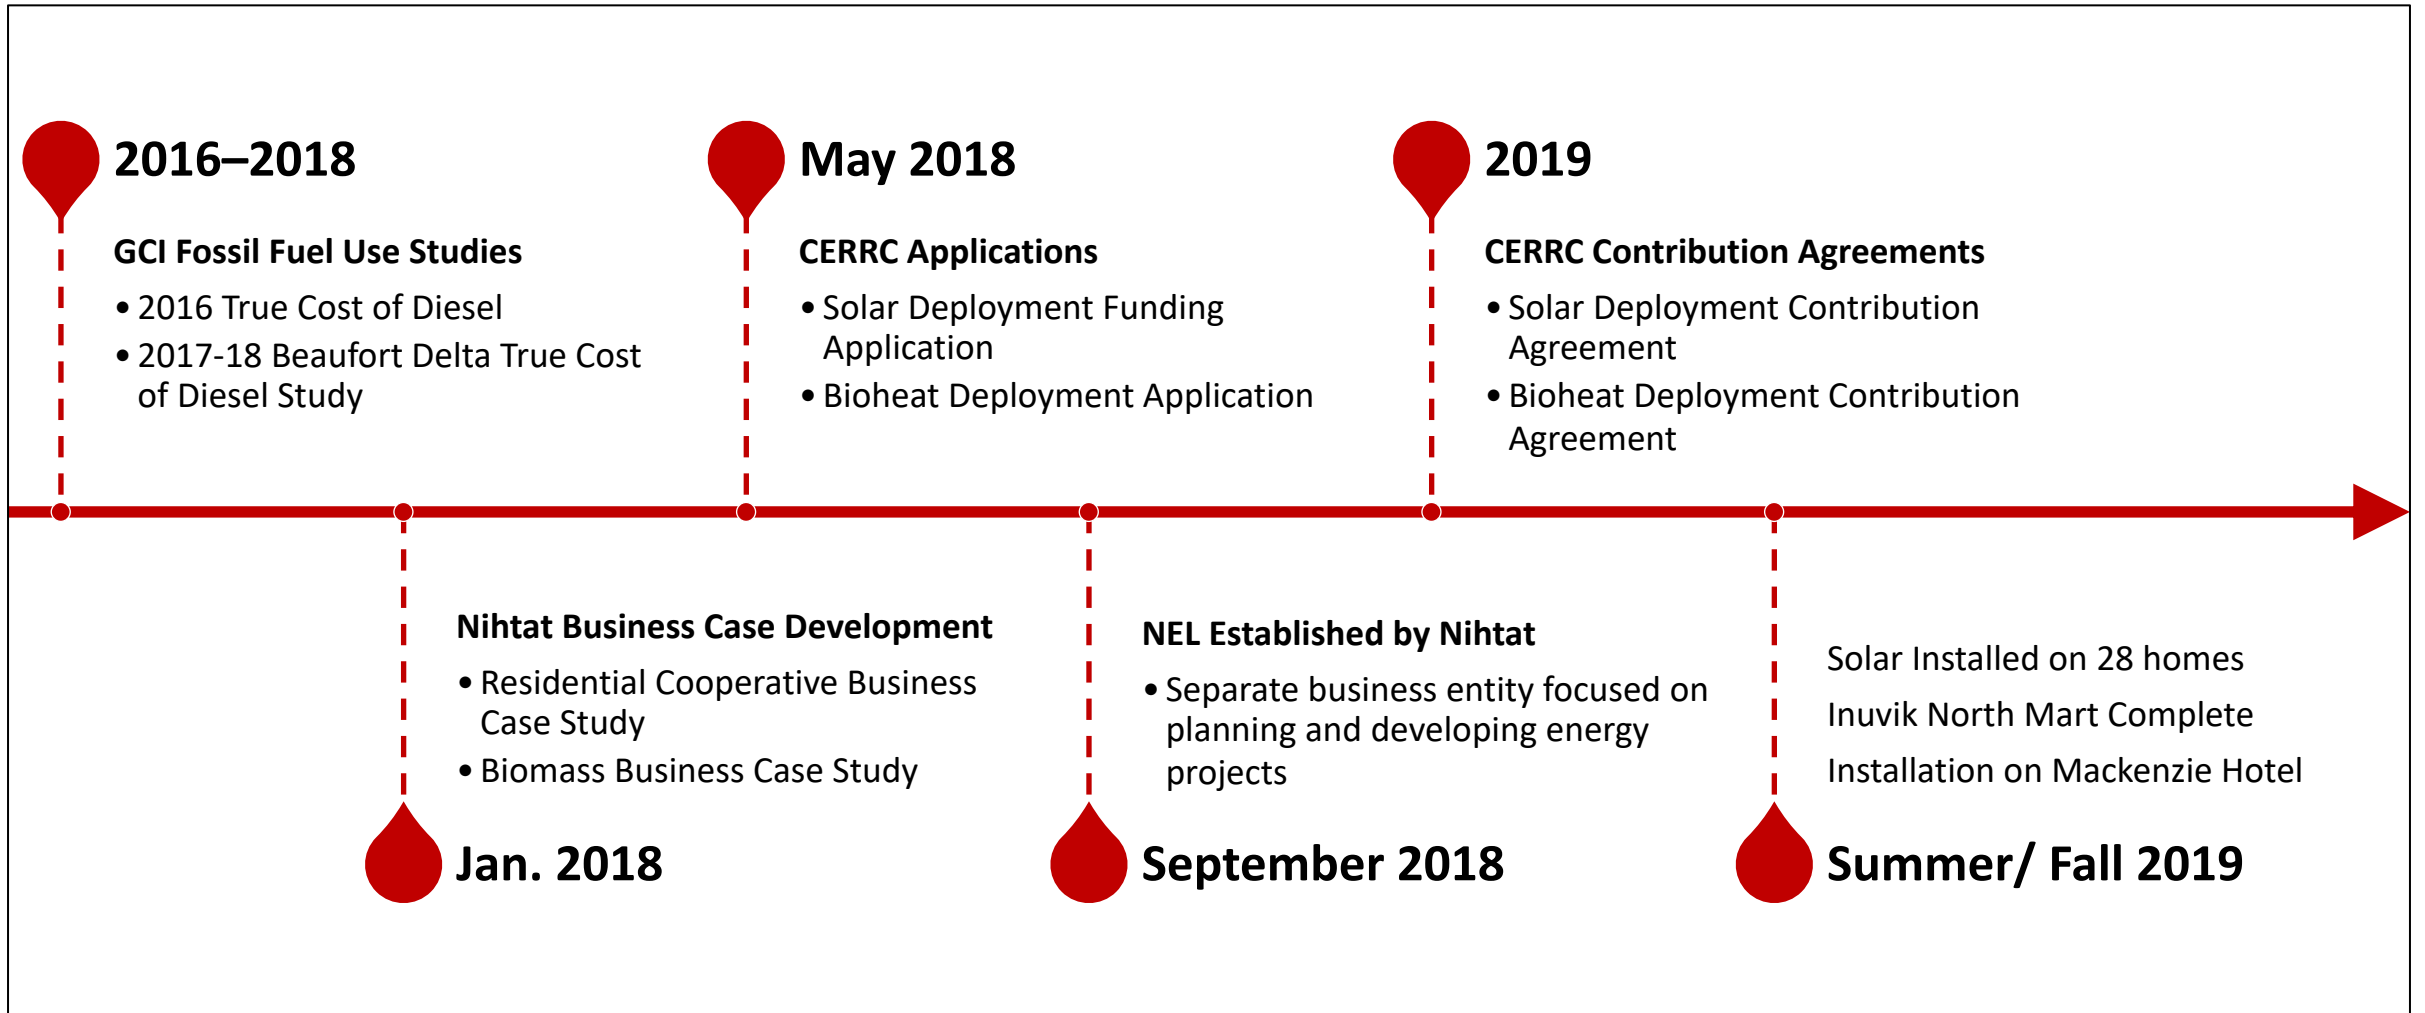 2016–2018
GCI Fossil Fuel Use Studies
• 2016 True Cost of Diesel
• 2017-18 Beaufort Delta True Cost
of Diesel Study
Nihtat Business Case Development
• Residential Cooperative Business
Case Study
• Biomass Business Case Study
Jan. 2018
May 2018
CERRC Applications
• Solar Deployment Funding
Application
• Bioheat Deployment Application
NEL Established by Nihtat
• Separate business entity focused on
planning and developing energy
projects
September 2018
2019
CERRC Contribution Agreements
• Solar Deployment Contribution
Agreement
• Bioheat Deployment Contribution
Agreement
Solar Installed on 28 homes
Inuvik North Mart Complete
Installation on Mackenzie Hotel
Summer/ Fall 2019